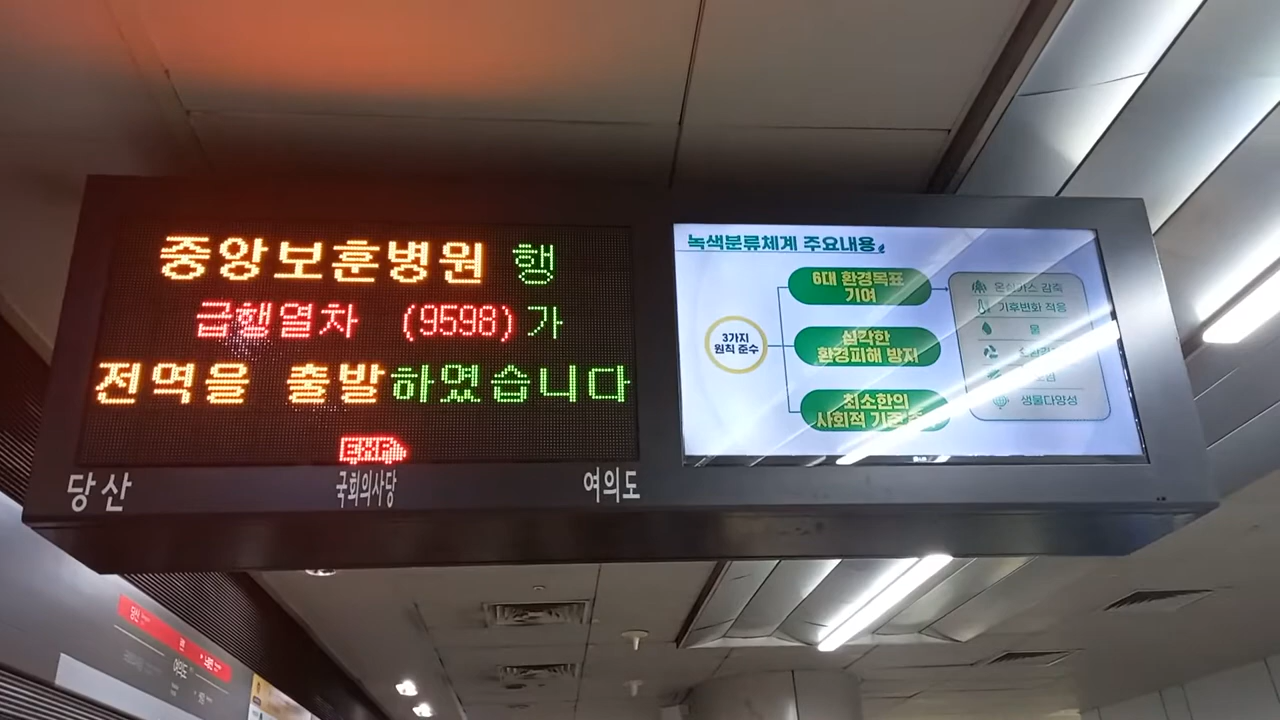 중앙보훈병원 행
급행열차 (9598) 가
전역을 출발하였습니다
당산
국회의사당
여의도
녹색분류체계 주요내용
3가지
원칙 준수
6대 환경목표
기여
심각한
환경피해 방지
최소한의
사회적
온실가스 감축
기후변화 적응
물
생물다양성